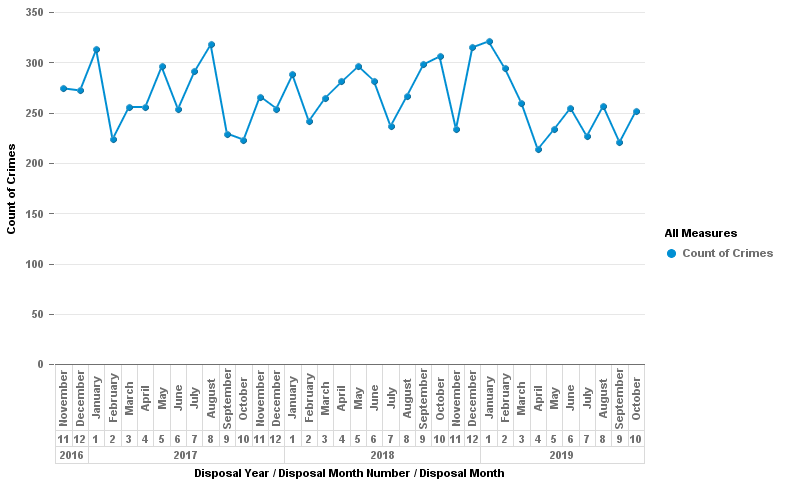 350
300
250
200
150
100
50
0
Count of Crimes
All Measures
Count of Crimes
November December January February March April May June July August September October November December January February March April May June July August September October November December January February March April May June July August September October
11 12 1 2 3 4 5 6 7 8 9 10 11 12 1 2 3 4 5 6 7 8 9 10 11 12 1 2 3 4 5 6 7 8 9 10
2016 2017 2018 2019
Disposal Year / Disposal Month Number / Disposal Month